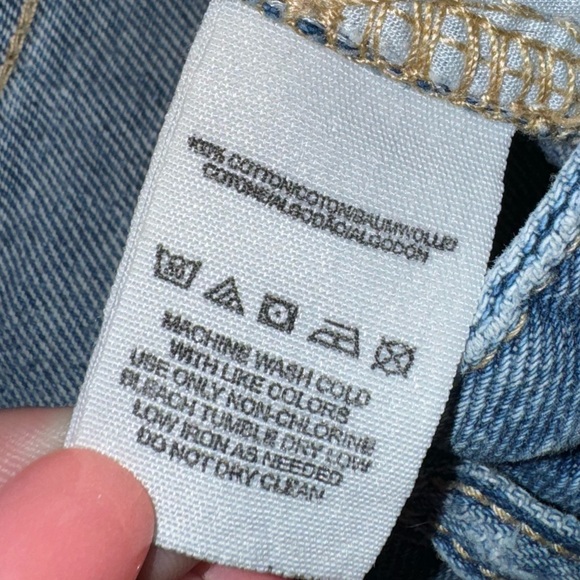 100% COTTON/COTON/BAUMWOLLE/
COTONE/ALGODÃO/ALGODON
30
MACHINE WASH COLD
WITH LIKE COLORS
USE ONLY NON-CHLORINE
BLEACH TUMBLE DRY LOW
LOW IRON AS NEEDED
DO NOT DRY CLEAN